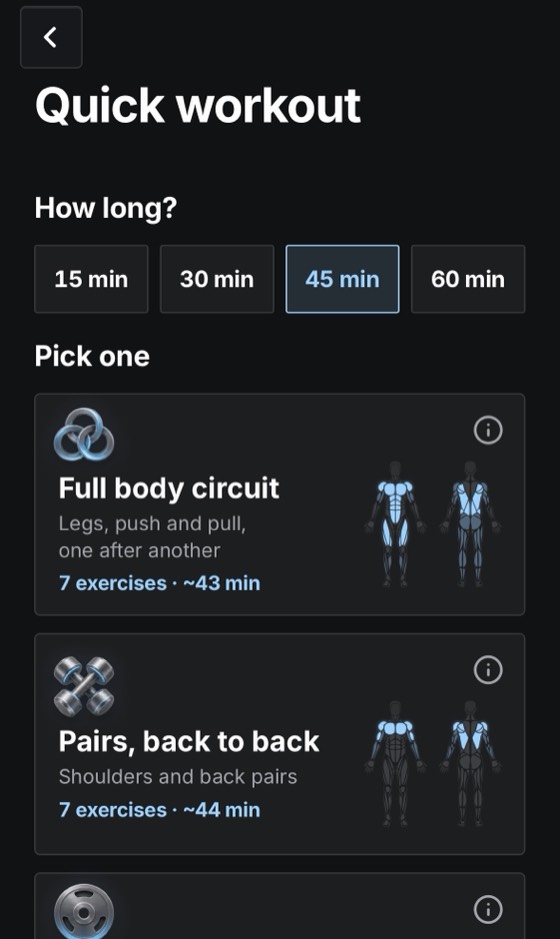 Quick workout
How long?
15 min
30 min
45 min
60 min
Pick one
Full body circuit
Legs, push and pull,
one after another
7 exercises · ~43 min
Pairs, back to back
Shoulders and back pairs
7 exercises · ~44 min